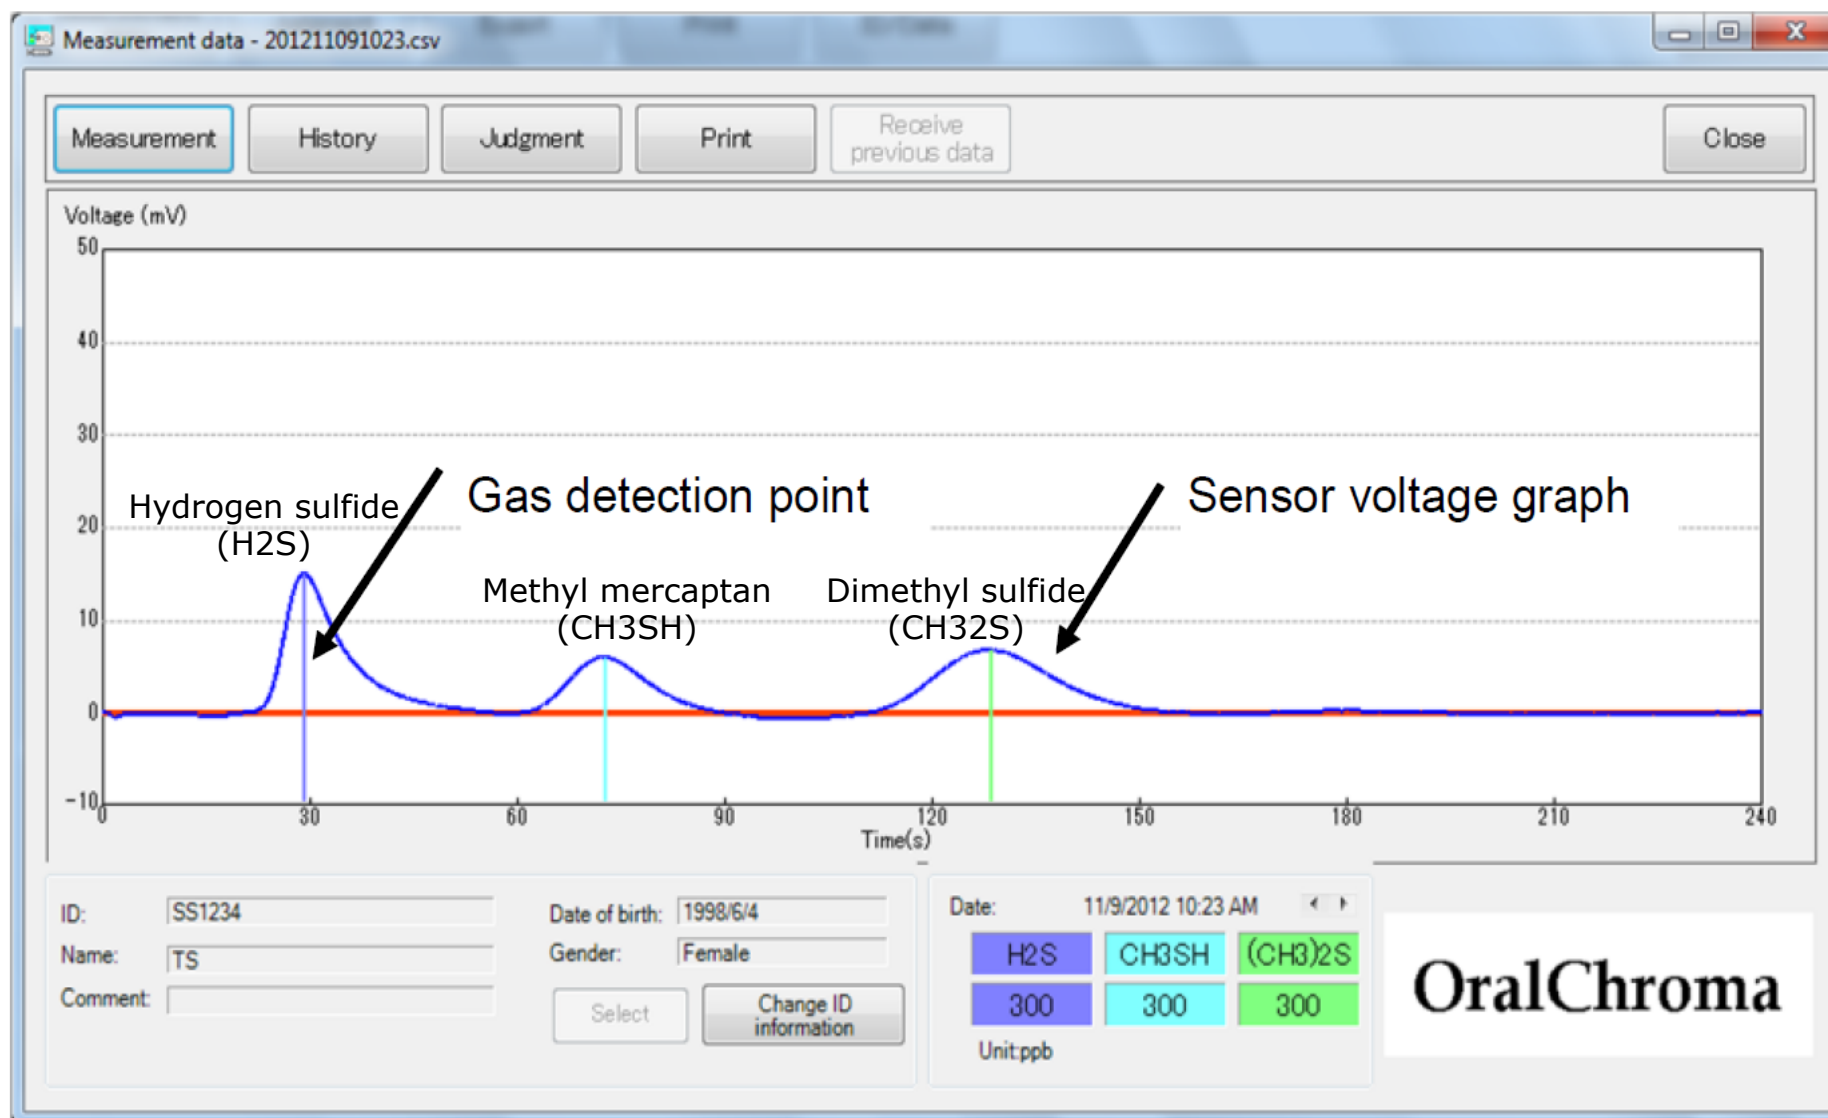 Measurement data - 201211091023.csv
Measurement
History
Judgment
Print
Receive
previous data
Close
Voltage (mV)
50
40
30
20
10
0
-10
Hydrogen sulfide
(H2S)
Gas detection point
Sensor voltage graph
Methyl mercaptan
(CH3SH)
Dimethyl sulfide
(CH32S)
0 30 60 90 120 150 180 210 240
Time(s)
ID: SS1234
Name: TS
Comment:
Date of birth: 1998/6/4
Gender: Female
Select
Change ID
information
Date: 11/9/2012 10:23 AM
H2S CH3SH (CH3)2S
300 300 300
Unit:ppb
OralChroma